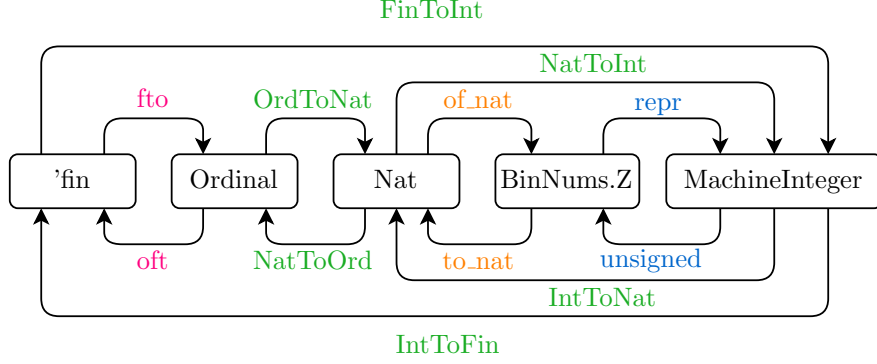 FinToInt
NatToInt
fto
OrdToNat
of_nat
repr
'fin
Ordinal
Nat
BinNums.Z
MachineInteger
oft
NatToOrd
to_nat
unsigned
IntToNat
IntToFin